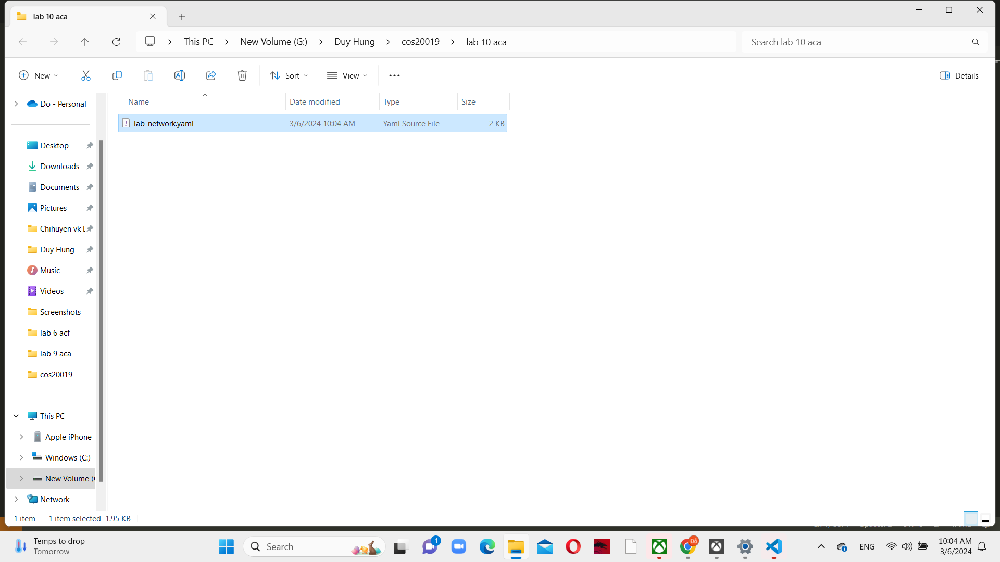 lab 10 aca
This PC
New Volume (G:)
Duy Hung
cos20019
lab 10 aca
Search lab 10 aca
New
Sort
View
Details
Name
Date modified
Type
Size
lab-network.yaml
3/6/2024 10:04 AM
Yaml Source File
2 KB
Do - Personal
Desktop
Downloads
Documents
Pictures
Chihuyen vk l
Duy Hung
Music
Videos
Screenshots
lab 6 acf
lab 9 aca
cos20019
This PC
Apple iPhone
Windows (C:)
New Volume (
Network
1 item
1 item selected 1.95 KB
Temps to drop
Tomorrow
Search
1
Đỗ
ENG
10:04 AM
3/6/2024